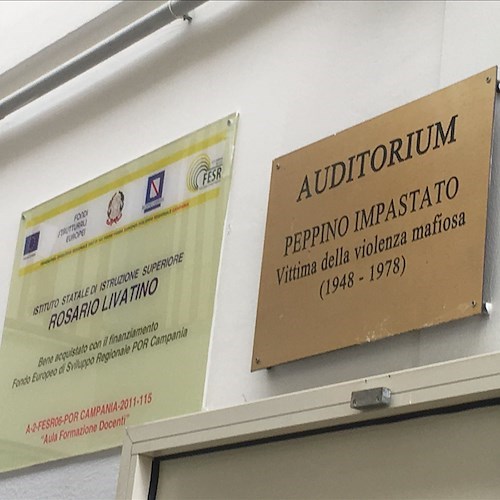 FONDI
STRUTTURALI
EUROPEI
FESR
ISTITUTO STATALE DI ISTRUZIONE SUPERIORE
ROSARIO LIVATINO
Bene acquistato con il finanziamento
Fondo Europeo di Sviluppo Regionale POR Campania
A-2-FESR06-POR CAMPANIA-2011-115
"Aula Formazione Docenti"
AUDITORIUM
PEPPINO IMPASTATO
Vittima della violenza mafiosa
(1948 - 1978)